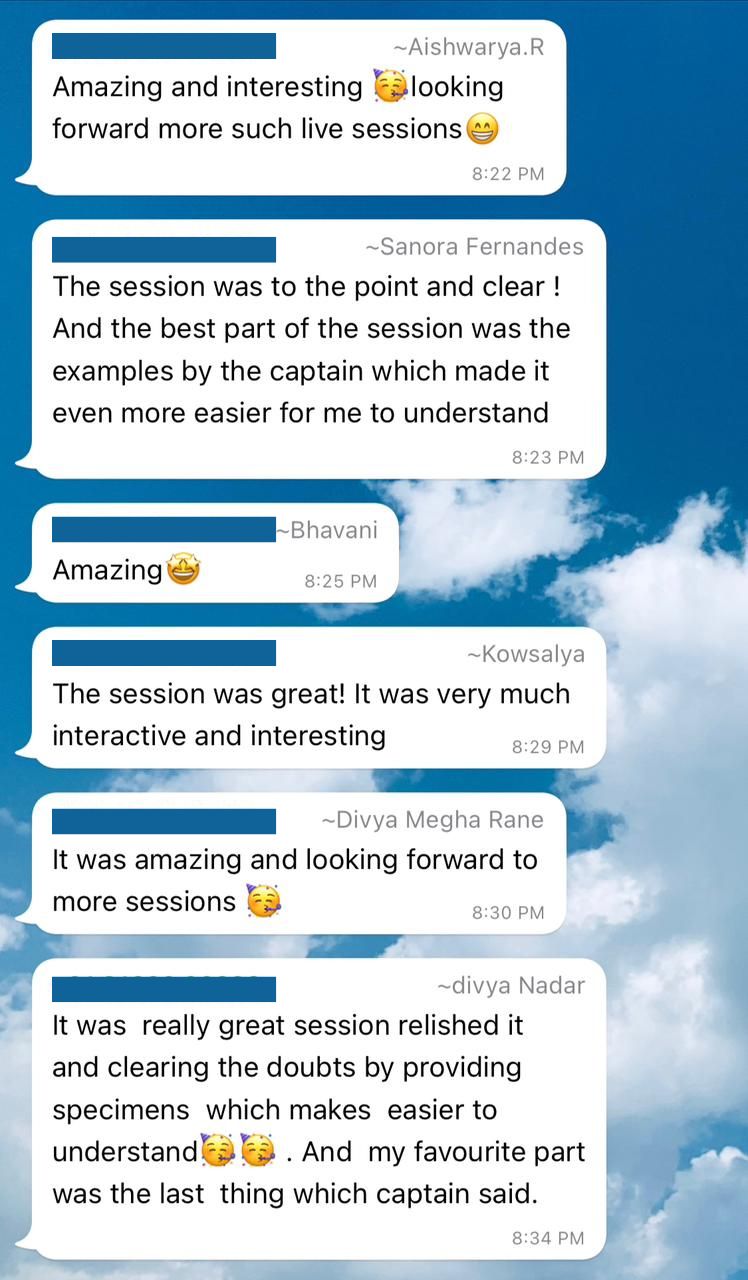 ~Aishwarya.R
Amazing and interesting 🥳looking
forward more such live sessions😁
8:22 PM
~Sanora Fernandes
The session was to the point and clear !
And the best part of the session was the
examples by the captain which made it
even more easier for me to understand
8:23 PM
~Bhavani
Amazing🤩
8:25 PM
~Kowsalya
The session was great! It was very much
interactive and interesting
8:29 PM
~Divya Megha Rane
It was amazing and looking forward to
more sessions 🥳
8:30 PM
~divya Nadar
It was  really great session relished it
and clearing the doubts by providing
specimens  which makes  easier to
understand🥳🥳 . And  my favourite part
was the last  thing which captain said.
8:34 PM